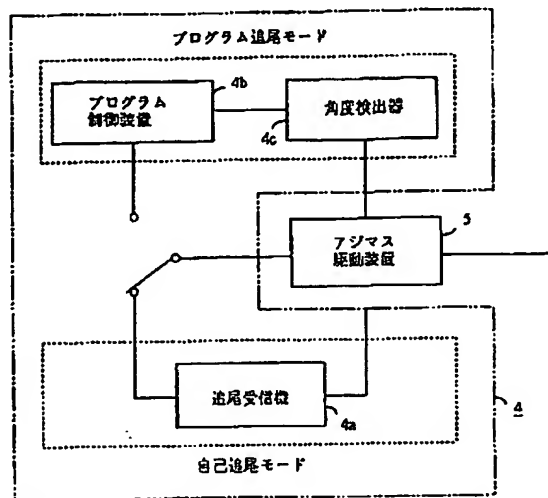 プログラム追尾モード
4b
プログラム
制御装置
4c
角度検出器
5
アジマス
駆動装置
追尾受信機
4a
4
自己追尾モード